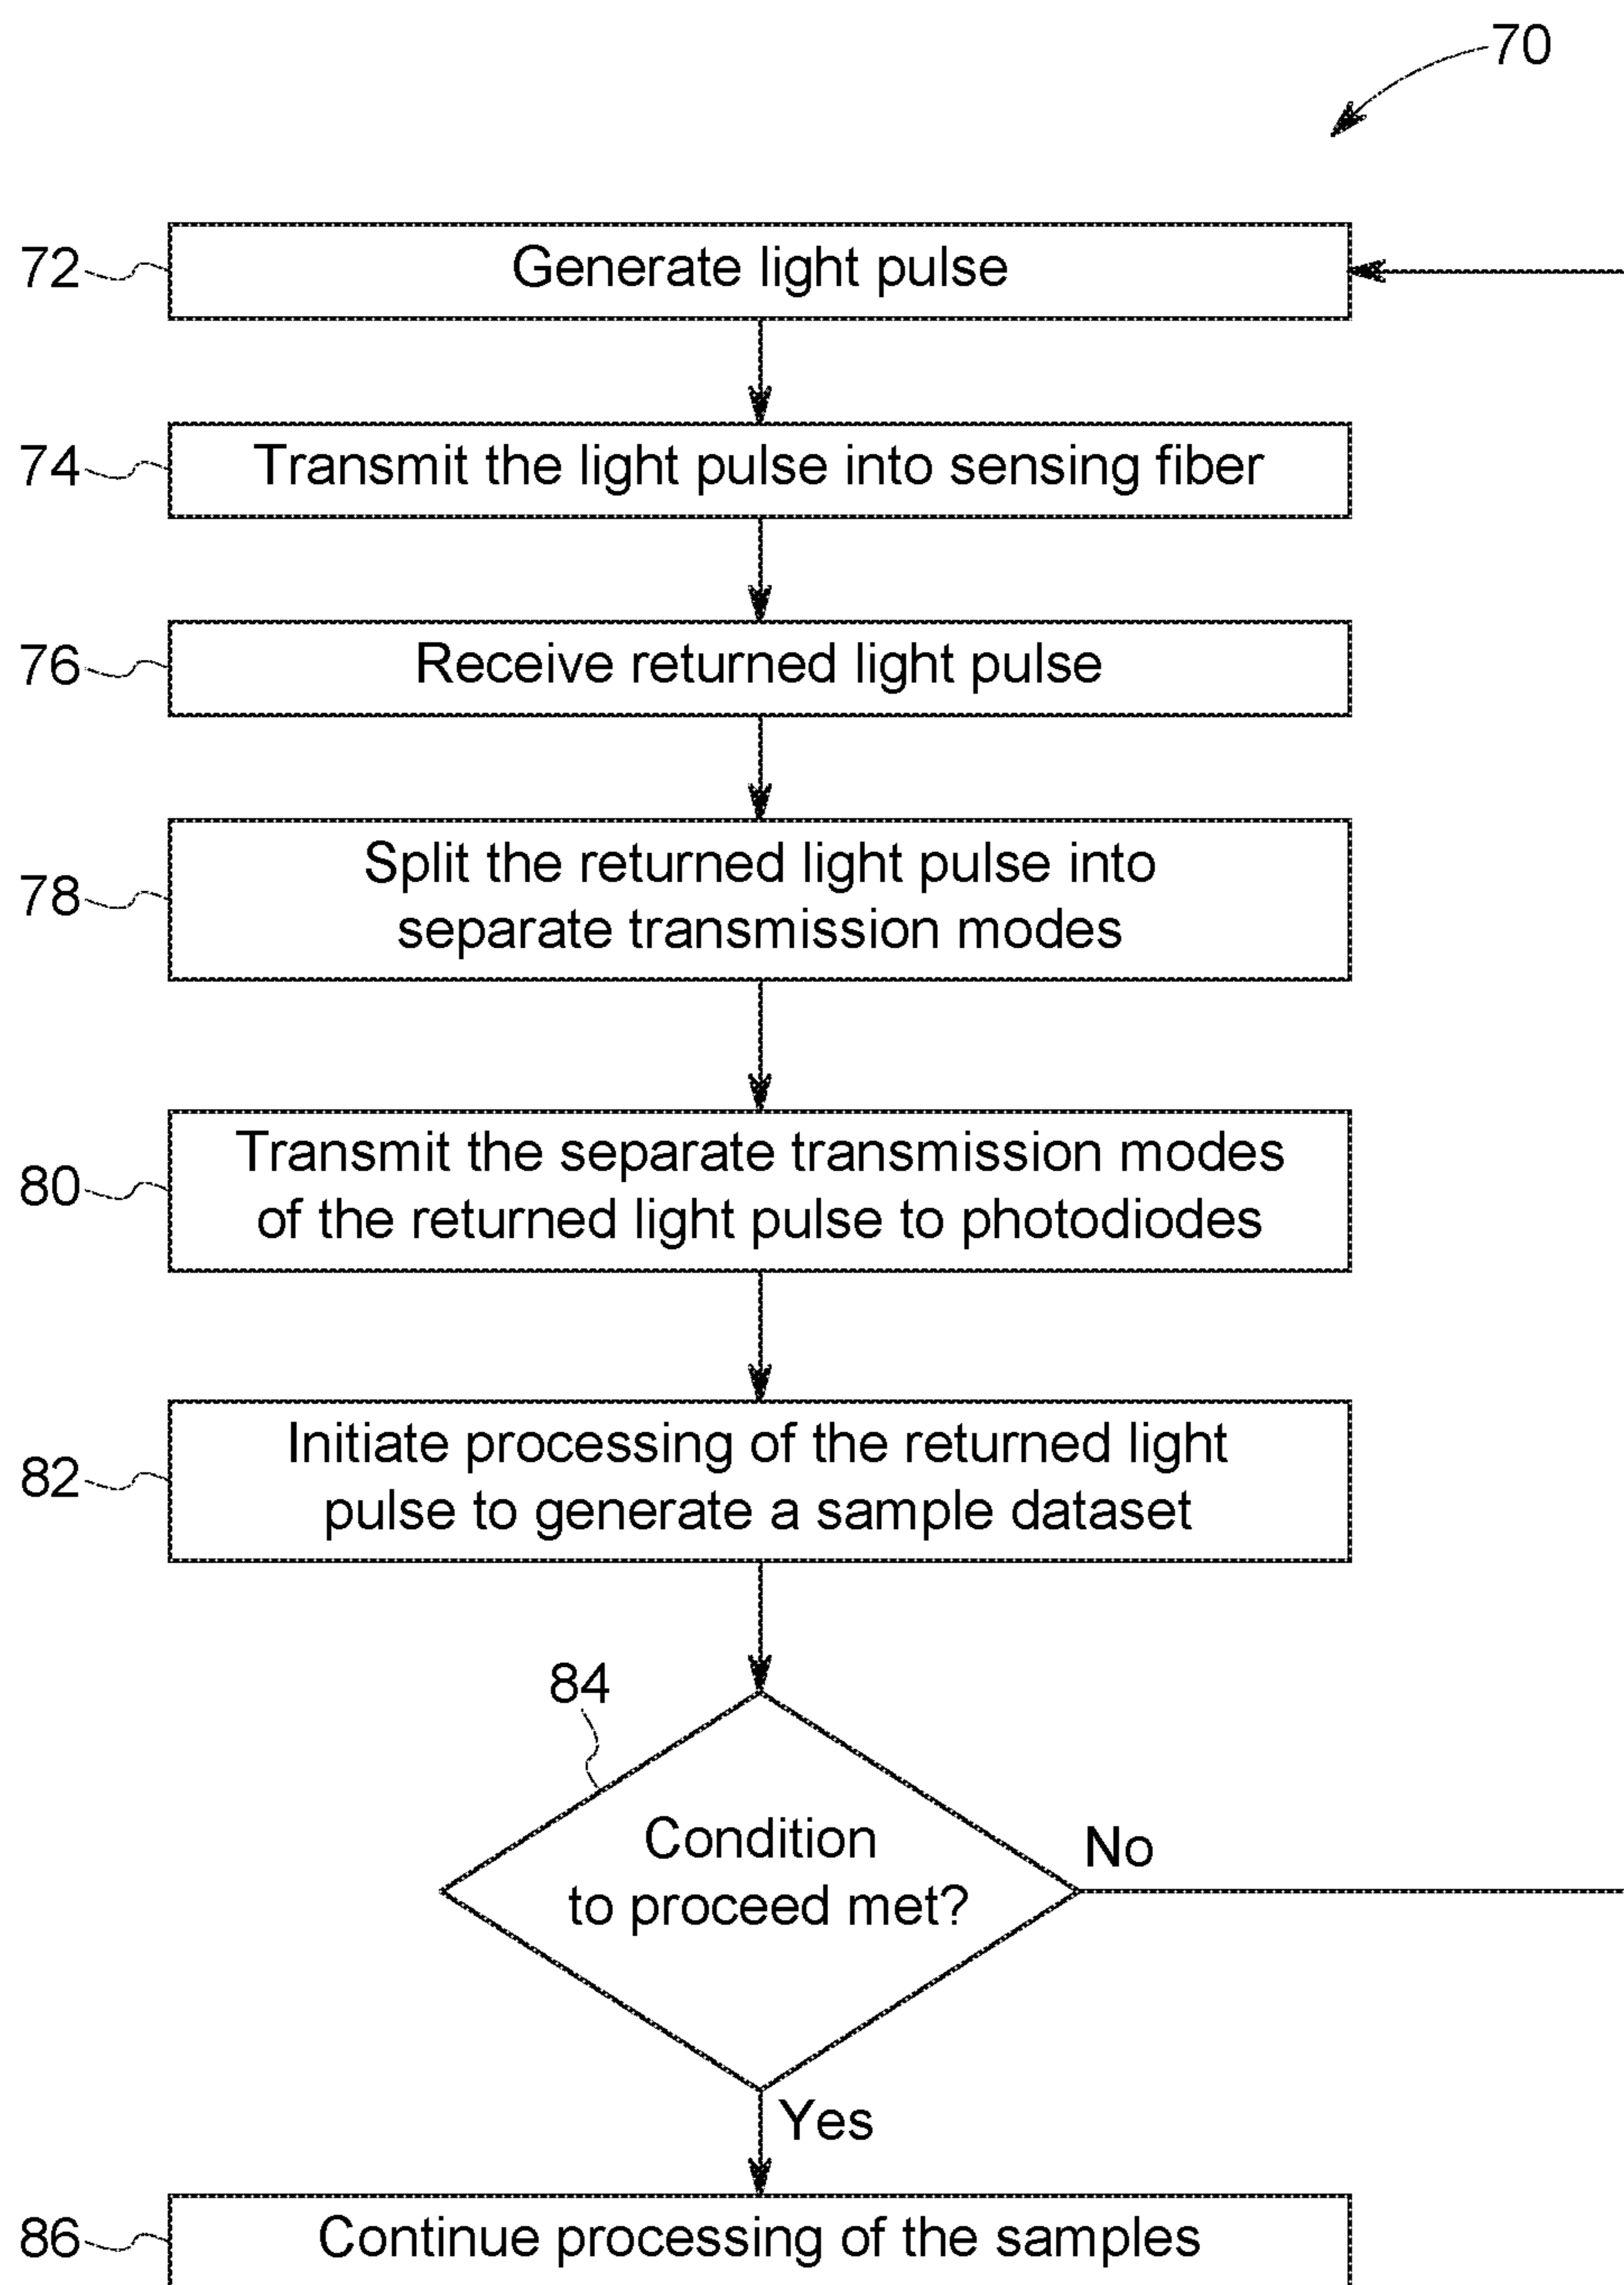 70
72
Generate light pulse
74
Transmit the light pulse into sensing fiber
76
Receive returned light pulse
78
Split the returned light pulse into
separate transmission modes
80
Transmit the separate transmission modes
of the returned light pulse to photodiodes
82
Initiate processing of the returned light
pulse to generate a sample dataset
84
Condition
to proceed met?
No
Yes
86
Continue processing of the samples